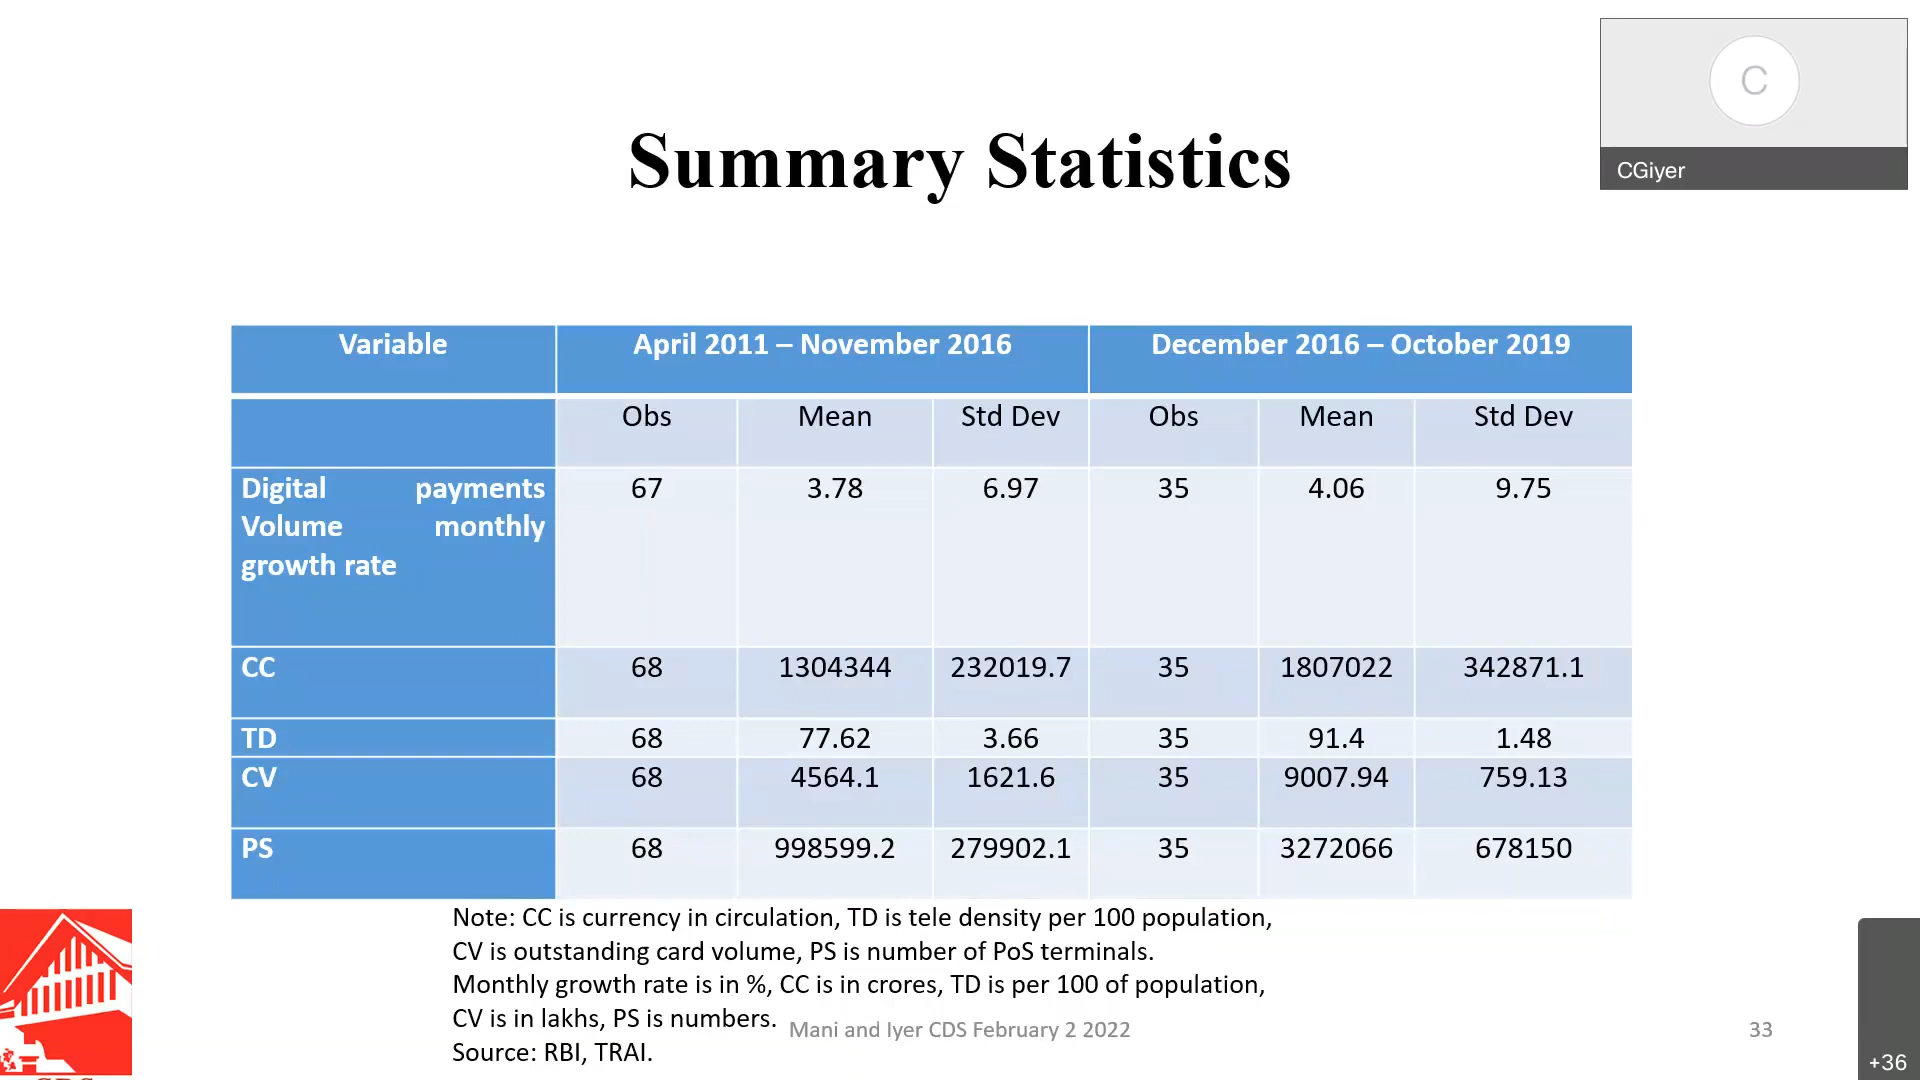 C
CGiyer
Summary Statistics
Variable April 2011 – November 2016 December 2016 – October 2019
Obs Mean Std Dev Obs Mean Std Dev
Digital payments 67 3.78 6.97 35 4.06 9.75
Volume monthly
growth rate
CC 68 1304344 232019.7 35 1807022 342871.1
TD 68 77.62 3.66 35 91.4 1.48
CV 68 4564.1 1621.6 35 9007.94 759.13
PS 68 998599.2 279902.1 35 3272066 678150
Note: CC is currency in circulation, TD is tele density per 100 population,
CV is outstanding card volume, PS is number of PoS terminals.
Monthly growth rate is in %, CC is in crores, TD is per 100 of population,
CV is in lakhs, PS is numbers.
Source: RBI, TRAI.
Mani and Iyer CDS February 2 2022
33
+36